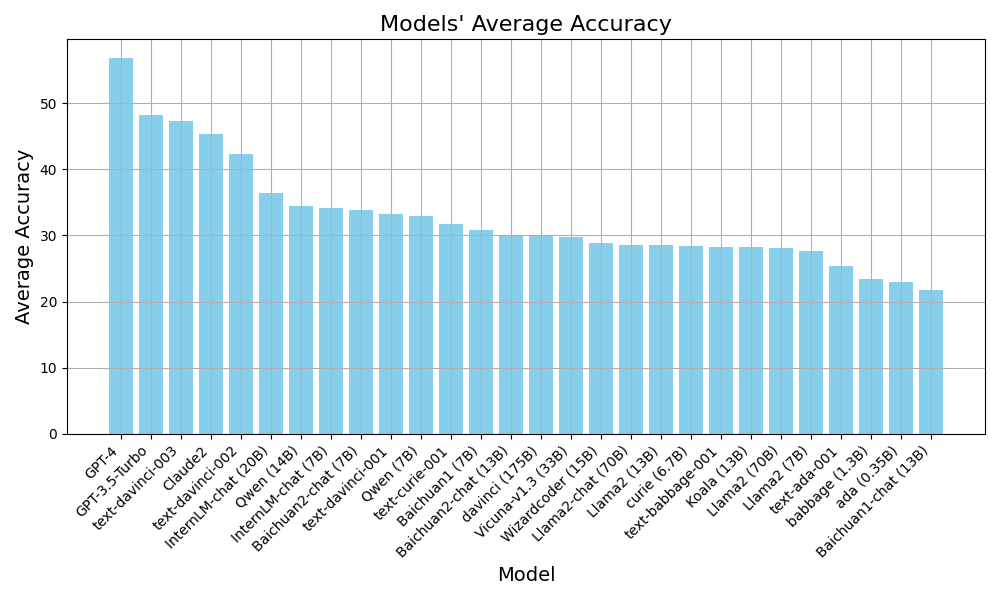 Models' Average Accuracy
Average Accuracy
50
40
30
20
10
0
GPT-4
GPT-3.5-Turbo
text-davinci-003
Claude2
text-davinci-002
InternLM-chat (20B)
Qwen (14B)
InternLM-chat (7B)
Baichuan2-chat (7B)
text-davinci-001
Qwen (7B)
text-curie-001
Baichuan1 (7B)
Baichuan2-chat (13B)
davinci (175B)
Vicuna-v1.3 (33B)
Wizardcoder (15B)
Llama2-chat (70B)
Llama2 (13B)
curie (6.7B)
text-babbage-001
Koala (13B)
Llama2 (70B)
Llama2 (7B)
text-ada-001
babbage (1.3B)
ada (0.35B)
Baichuan1-chat (13B)
Model